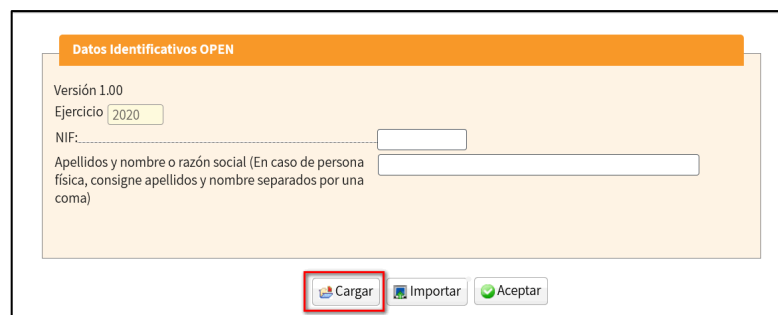 Datos Identificativos OPEN
Versión 1.00
Ejercicio 2020
NIF:
Apellidos y nombre o razón social (En caso de persona
física, consigne apellidos y nombre separados por una
coma)
Cargar Importar Aceptar